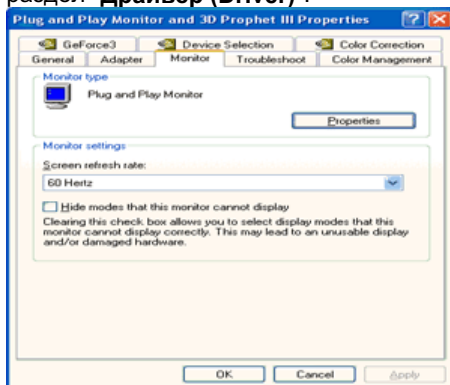 раздел "Драйвер (Driver)".
Plug and Play Monitor and 3D Prophet III Properties
GeForce3 Device Selection Color Correction
General Adapter Monitor Troubleshoot Color Management
Monitor type
Plug and Play Monitor
Properties
Monitor settings
Screen refresh rate:
60 Hertz
Hide modes that this monitor cannot display
Clearing this check box allows you to select display modes that this
monitor cannot display correctly. This may lead to an unusable display
and/or damaged hardware.
OK Cancel Apply